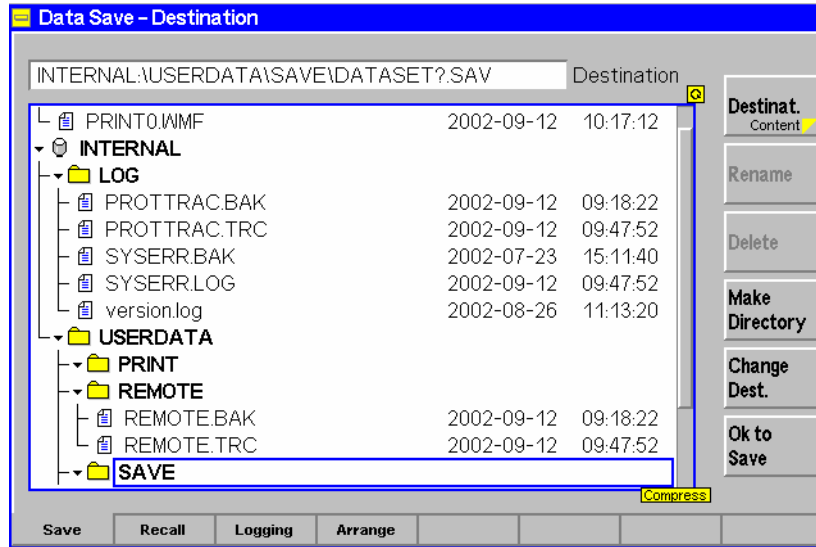 Data Save – Destination
INTERNAL:\USERDATA\SAVE\DATASET?.SAV Destination
PRINT0.WMF 2002-09-12 10:17:12
INTERNAL
LOG
PROTTRAC.BAK 2002-09-12 09:18:22
PROTTRAC.TRC 2002-09-12 09:47:52
SYSERR.BAK 2002-07-23 15:11:40
SYSERR.LOG 2002-09-12 09:47:52
version.log 2002-08-26 11:13:20
USERDATA
PRINT
REMOTE
REMOTE.BAK 2002-09-12 09:18:22
REMOTE.TRC 2002-09-12 09:47:52
SAVE
Compress
Destinat.
Content
Rename
Delete
Make
Directory
Change
Dest.
Ok to
Save
Save Recall Logging Arrange